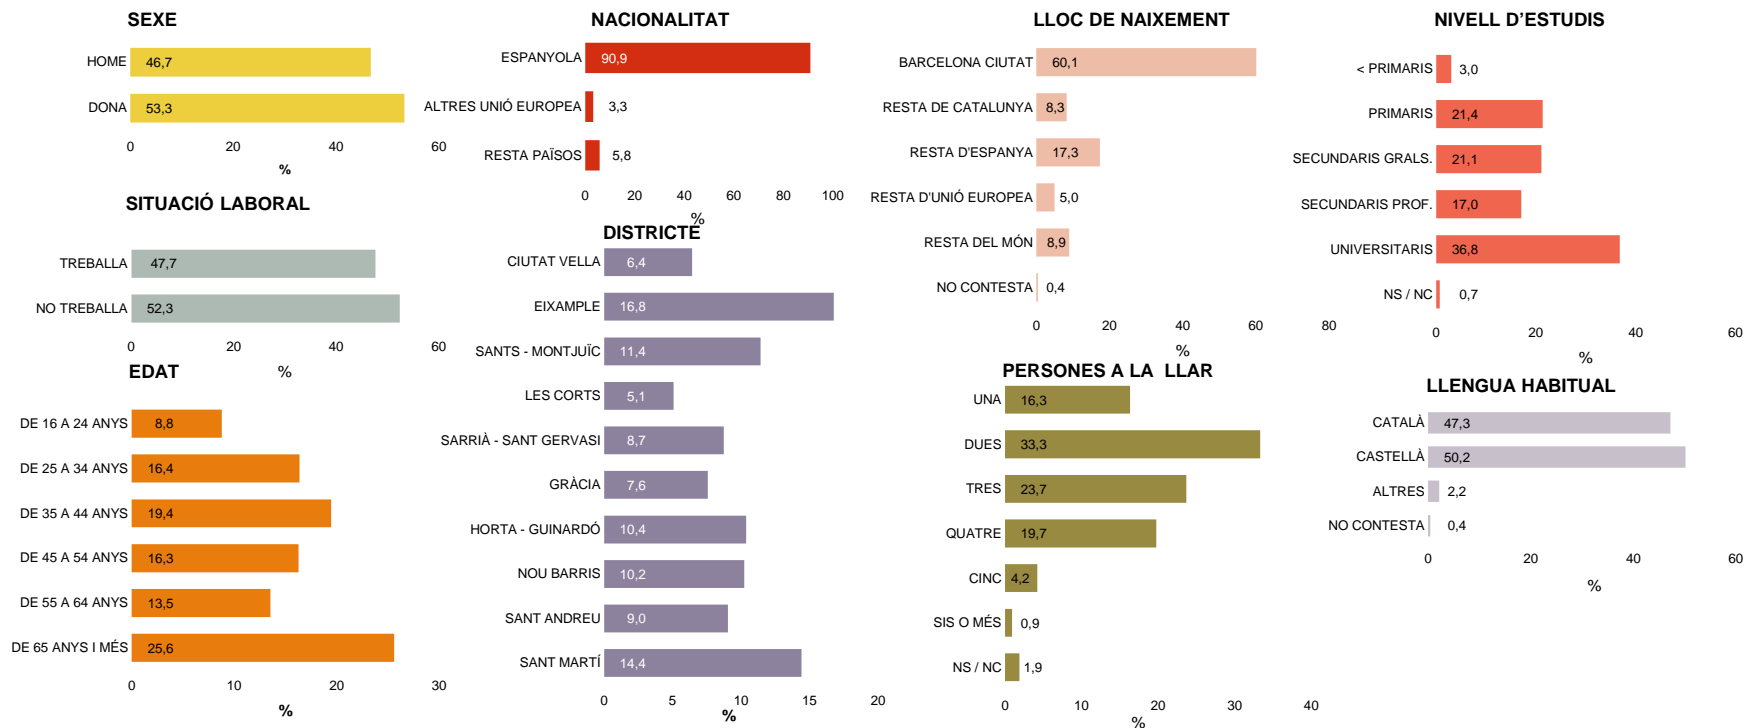 SEXE
HOME 46,7
DONA 53,3
0 20 40 60
%
SITUACIÓ LABORAL
TREBALLA 47,7
NO TREBALLA 52,3
0 20 40 60
%
EDAT
DE 16 A 24 ANYS 8,8
DE 25 A 34 ANYS 16,4
DE 35 A 44 ANYS 19,4
DE 45 A 54 ANYS 16,3
DE 55 A 64 ANYS 13,5
DE 65 ANYS I MÉS 25,6
0 10 20 30
%
NACIONALITAT
ESPANYOLA 90,9
ALTRES UNIÓ EUROPEA 3,3
RESTA PAÏSOS 5,8
0 20 40 60 80 100
%
DISTRICTE
CIUTAT VELLA 6,4
EIXAMPLE 16,8
SANTS - MONTJUÏC 11,4
LES CORTS 5,1
SARRIÀ - SANT GERVASI 8,7
GRÀCIA 7,6
HORTA - GUINARDÓ 10,4
NOU BARRIS 10,2
SANT ANDREU 9,0
SANT MARTÍ 14,4
0 5 10 15 20
%
LLOC DE NAIXEMENT
BARCELONA CIUTAT 60,1
RESTA DE CATALUNYA 8,3
RESTA D'ESPANYA 17,3
RESTA D'UNIÓ EUROPEA 5,0
RESTA DEL MÓN 8,9
NO CONTESTA 0,4
0 20 40 60 80
%
PERSONES A LA LLAR
UNA 16,3
DUES 33,3
TRES 23,7
QUATRE 19,7
CINC 4,2
SIS O MÉS 0,9
NS / NC 1,9
0 10 20 30 40
%
NIVELL D’ESTUDIS
< PRIMARIS 3,0
PRIMARIS 21,4
SECUNDARIS GRALS. 21,1
SECUNDARIS PROF. 17,0
UNIVERSITARIS 36,8
NS / NC 0,7
0 20 40 60
%
LLENGUA HABITUAL
CATALÀ 47,3
CASTELLÀ 50,2
ALTRES 2,2
NO CONTESTA 0,4
0 20 40 60
%